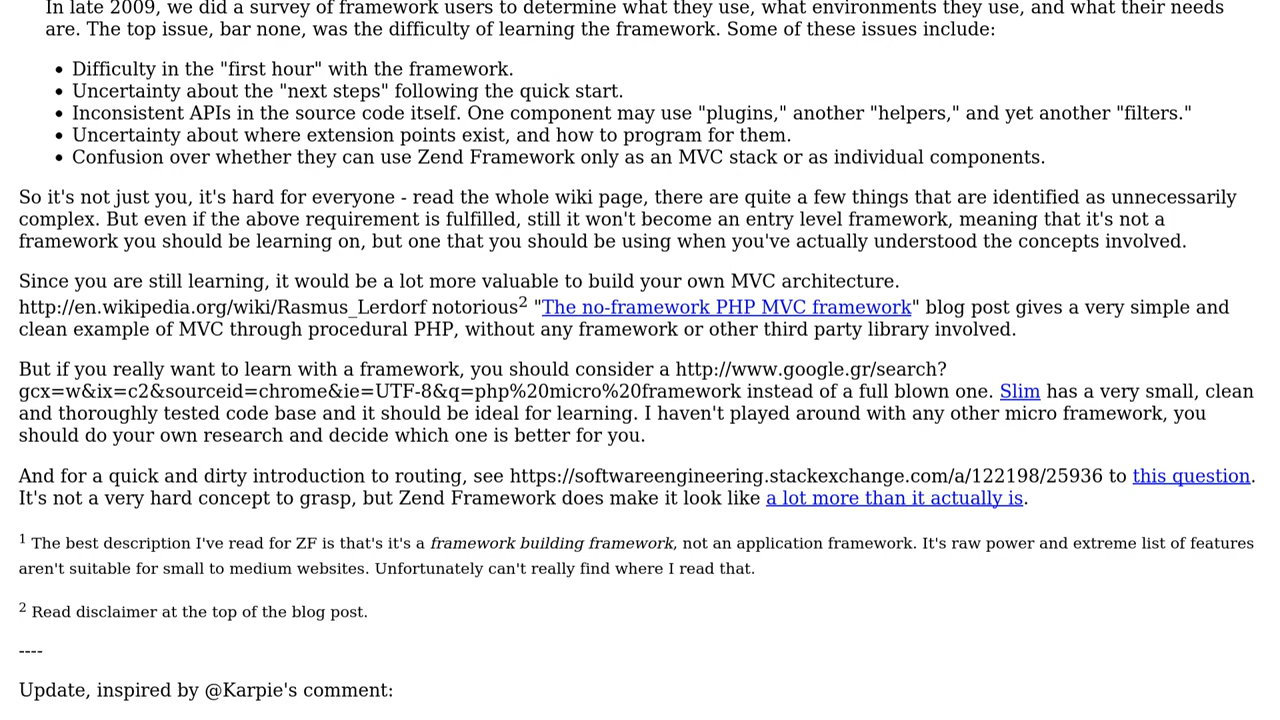 In late 2009, we did a survey of framework users to determine what they use, what environments they use, and what their needs
are. The top issue, bar none, was the difficulty of learning the framework. Some of these issues include:
• Difficulty in the "first hour" with the framework.
• Uncertainty about the "next steps" following the quick start.
• Inconsistent APIs in the source code itself. One component may use "plugins," another "helpers," and yet another "filters."
• Uncertainty about where extension points exist, and how to program for them.
• Confusion over whether they can use Zend Framework only as an MVC stack or as individual components.
So it's not just you, it's hard for everyone - read the whole wiki page, there are quite a few things that are identified as unnecessarily
complex. But even if the above requirement is fulfilled, still it won't become an entry level framework, meaning that it's not a
framework you should be learning on, but one that you should be using when you've actually understood the concepts involved.
Since you are still learning, it would be a lot more valuable to build your own MVC architecture.
http://en.wikipedia.org/wiki/Rasmus_Lerdorf notorious2 "The no-framework PHP MVC framework" blog post gives a very simple and
clean example of MVC through procedural PHP, without any framework or other third party library involved.
But if you really want to learn with a framework, you should consider a http://www.google.gr/search?
gcx=w&ix=c2&sourceid=chrome&ie=UTF-8&q=php%20micro%20framework instead of a full blown one. Slim has a very small, clean
and thoroughly tested code base and it should be ideal for learning. I haven't played around with any other micro framework, you
should do your own research and decide which one is better for you.
And for a quick and dirty introduction to routing, see https://softwareengineering.stackexchange.com/a/122198/25936 to this question.
It's not a very hard concept to grasp, but Zend Framework does make it look like a lot more than it actually is.
1 The best description I've read for ZF is that's it's a framework building framework, not an application framework. It's raw power and extreme list of features
aren't suitable for small to medium websites. Unfortunately can't really find where I read that.
2 Read disclaimer at the top of the blog post.
----
Update, inspired by @Karpie's comment: